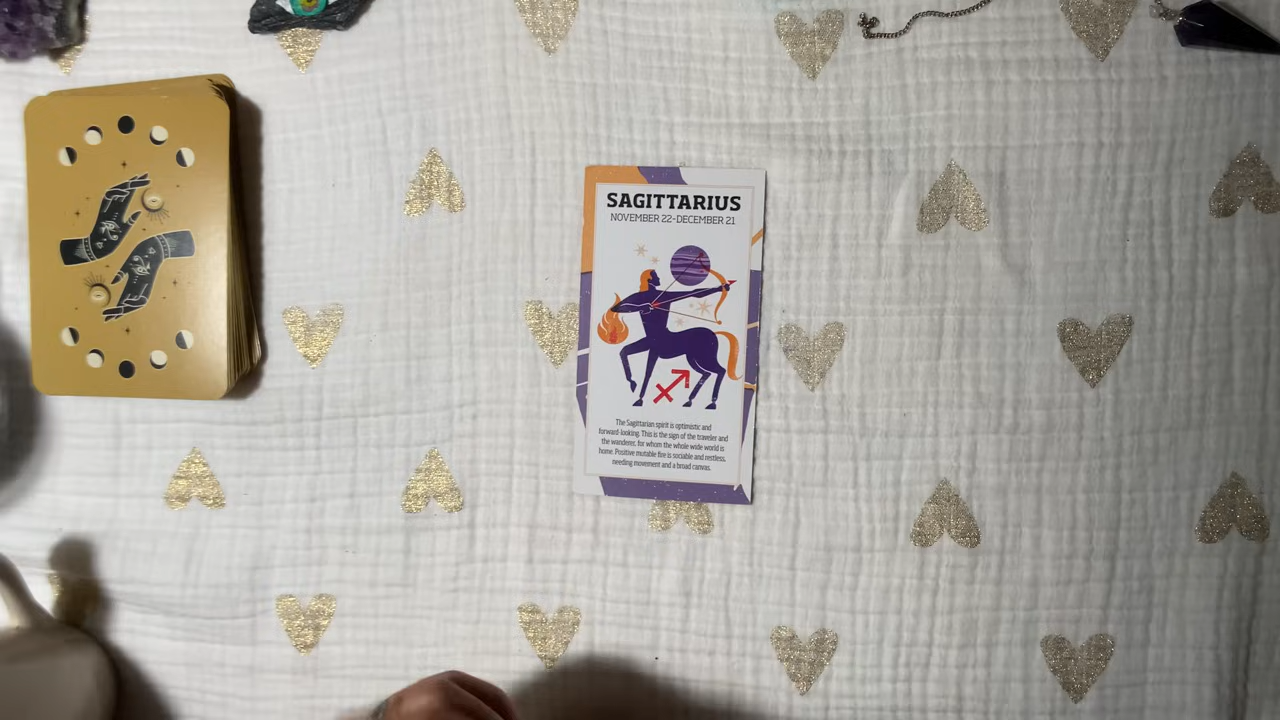 SAGITTARIUS
NOVEMBER 22-DECEMBER 21
The Sagittarian spirit is optimistic and
forward-looking. This is the sign of the traveler and
the wanderer, for whom the whole wide world is
home. Positive mutable fire is sociable and restless,
needing movement and a broad canvas.